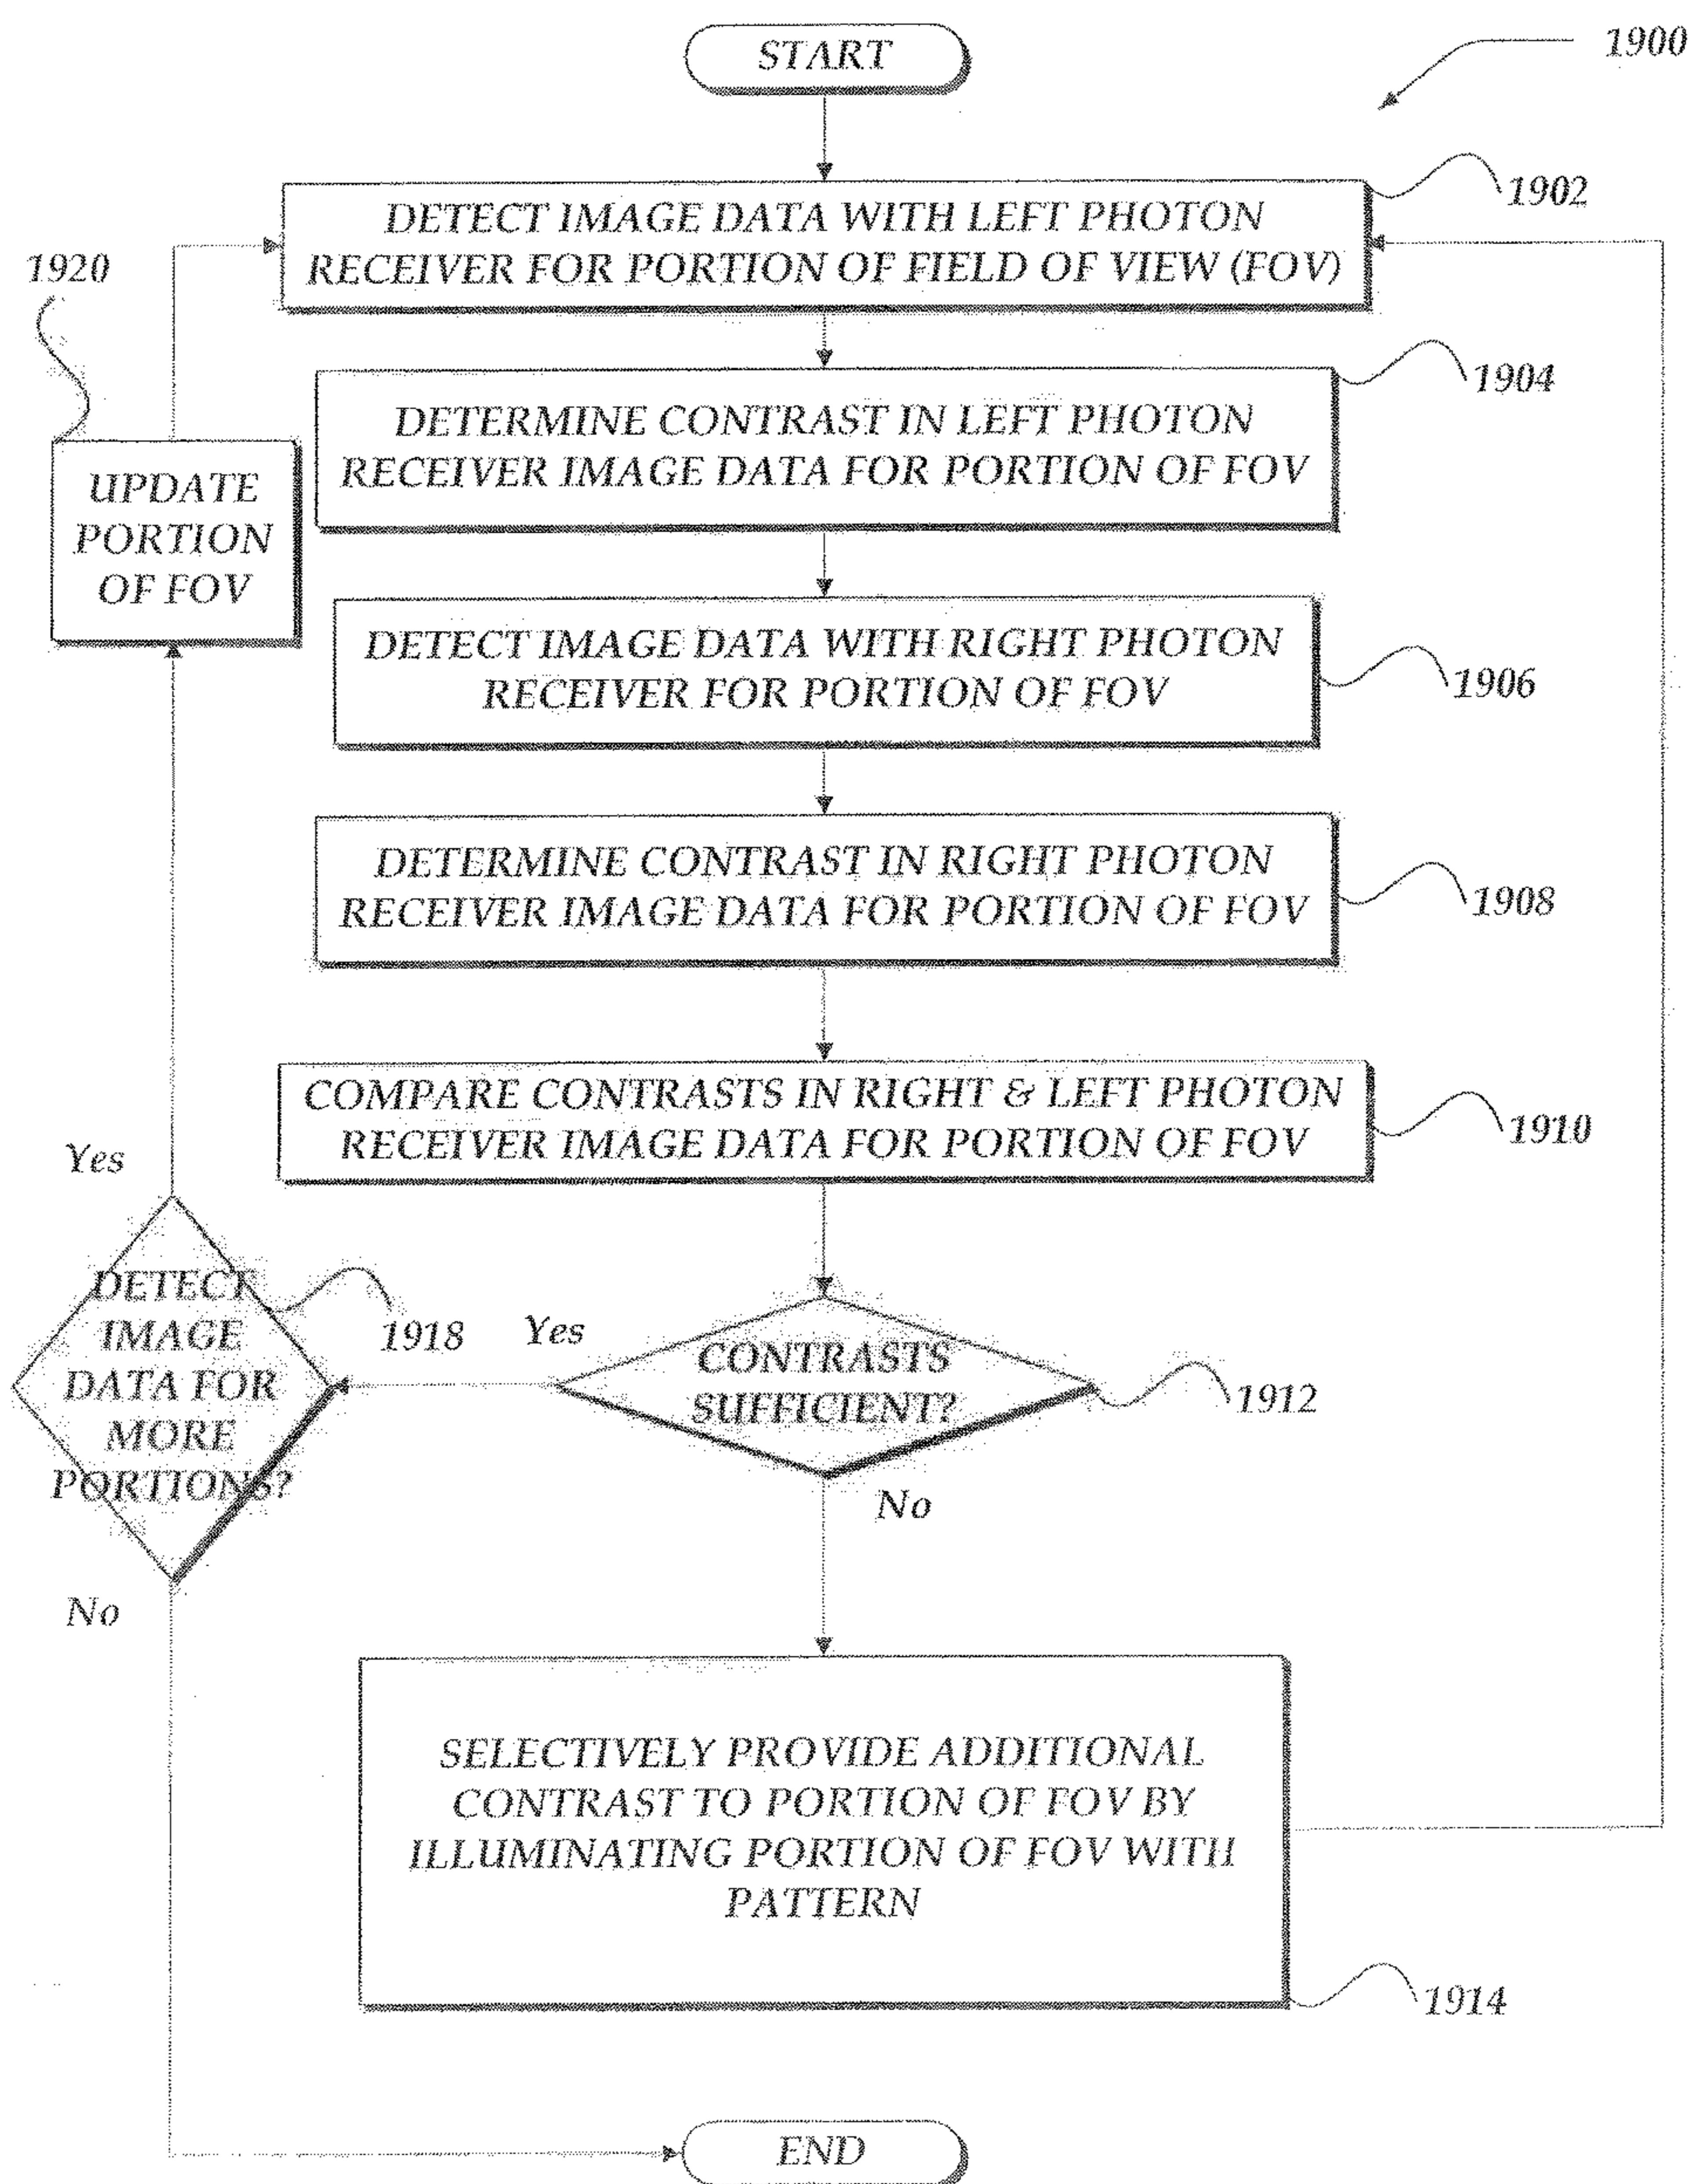 START
1900
1902
DETECT IMAGE DATA WITH LEFT PHOTON
RECEIVER FOR PORTION OF FIELD OF VIEW (FOV)
1920
1904
DETERMINE CONTRAST IN LEFT PHOTON
RECEIVER IMAGE DATA FOR PORTION OF FOV
UPDATE
PORTION
OF FOV
DETECT IMAGE DATA WITH RIGHT PHOTON
RECEIVER FOR PORTION OF FOV
1906
DETERMINE CONTRAST IN RIGHT PHOTON
RECEIVER IMAGE DATA FOR PORTION OF FOV
1908
COMPARE CONTRASTS IN RIGHT & LEFT PHOTON
RECEIVER IMAGE DATA FOR PORTION OF FOV
1910
Yes
DETECT
IMAGE
DATA FOR
MORE
PORTIONS?
1918
Yes
CONTRASTS
SUFFICIENT?
1912
No
No
SELECTIVELY PROVIDE ADDITIONAL
CONTRAST TO PORTION OF FOV BY
ILLUMINATING PORTION OF FOV WITH
PATTERN
1914
END